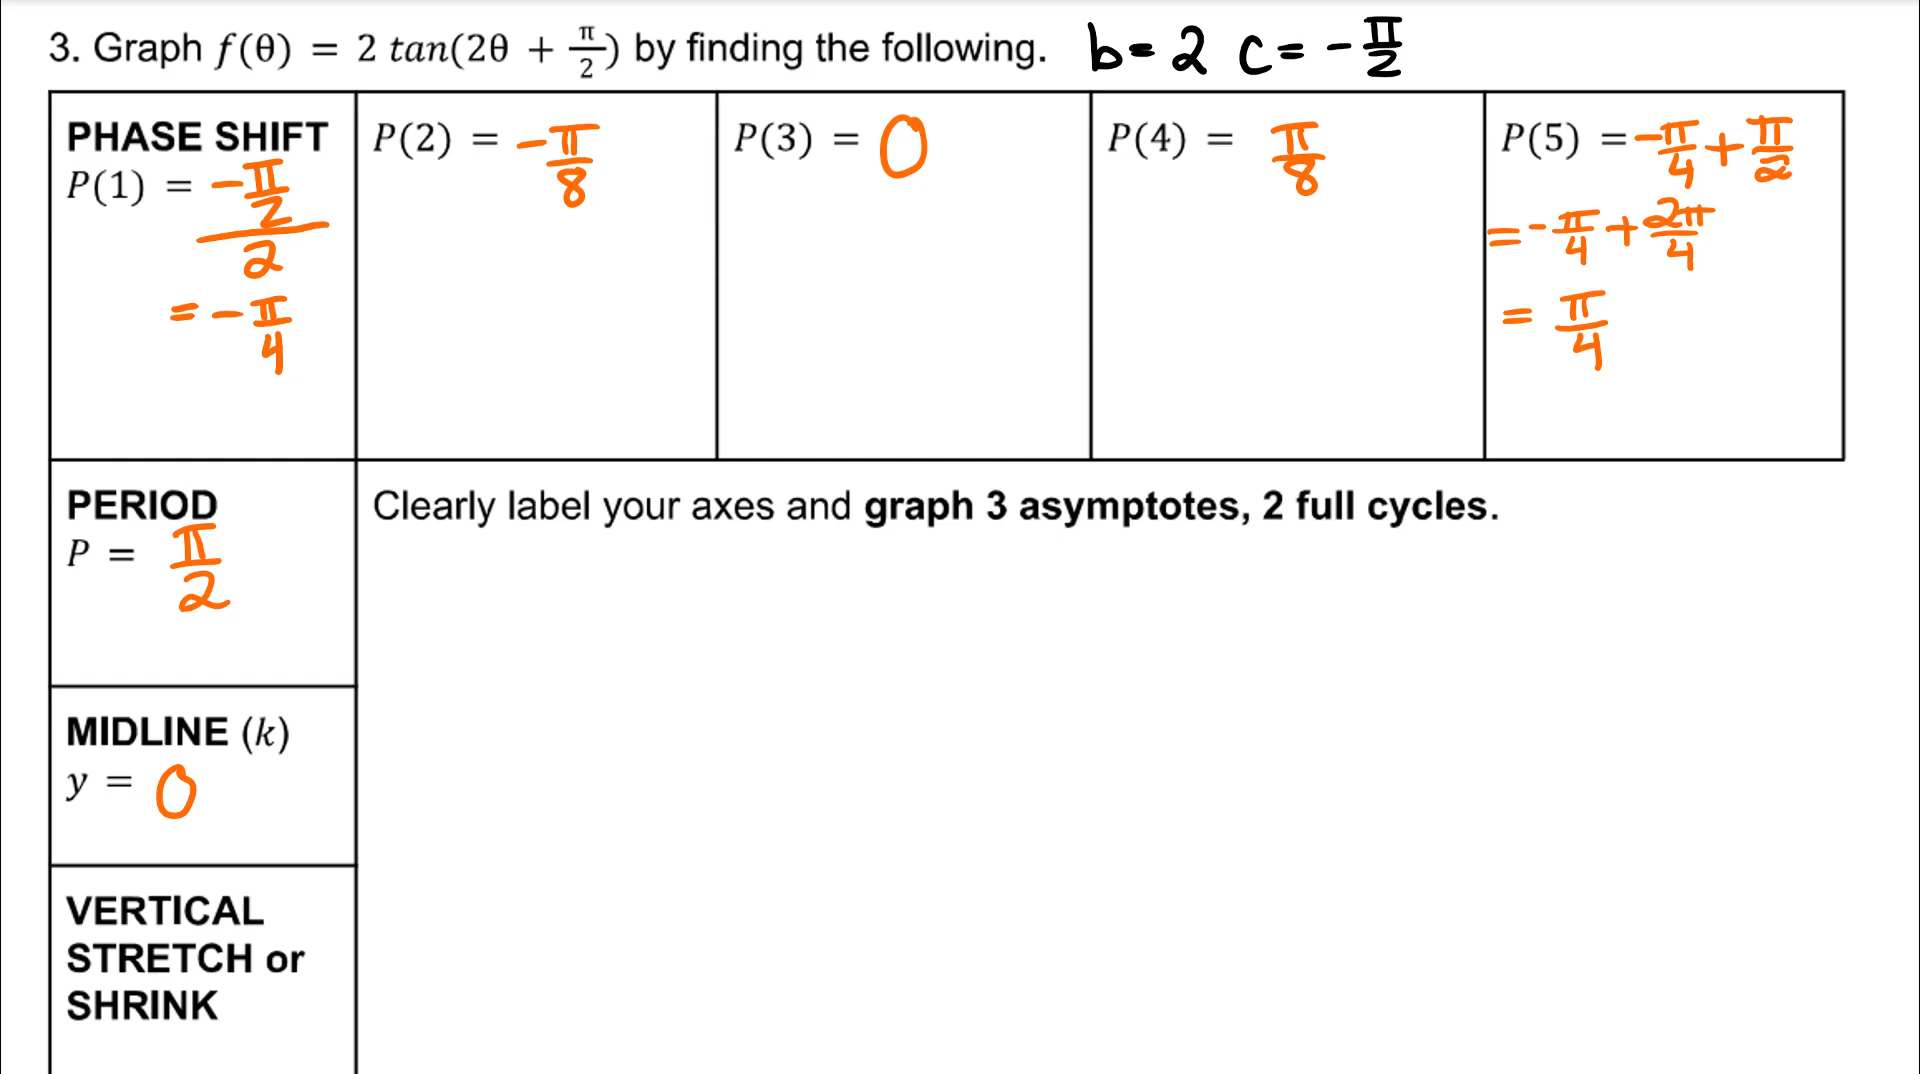 3. Graph f(θ) = 2 tan(2θ + π/2) by finding the following. b = 2 c = -π/2
PHASE SHIFT
P(1) = (-π/2)/2
= -π/4
P(2) = -π/8
P(3) = 0
P(4) = π/8
P(5) = -π/4 + π/2
= -π/4 + 2π/4
= π/4
PERIOD
P = π/2
Clearly label your axes and graph 3 asymptotes, 2 full cycles.
MIDLINE (k)
y = 0
VERTICAL
STRETCH or
SHRINK